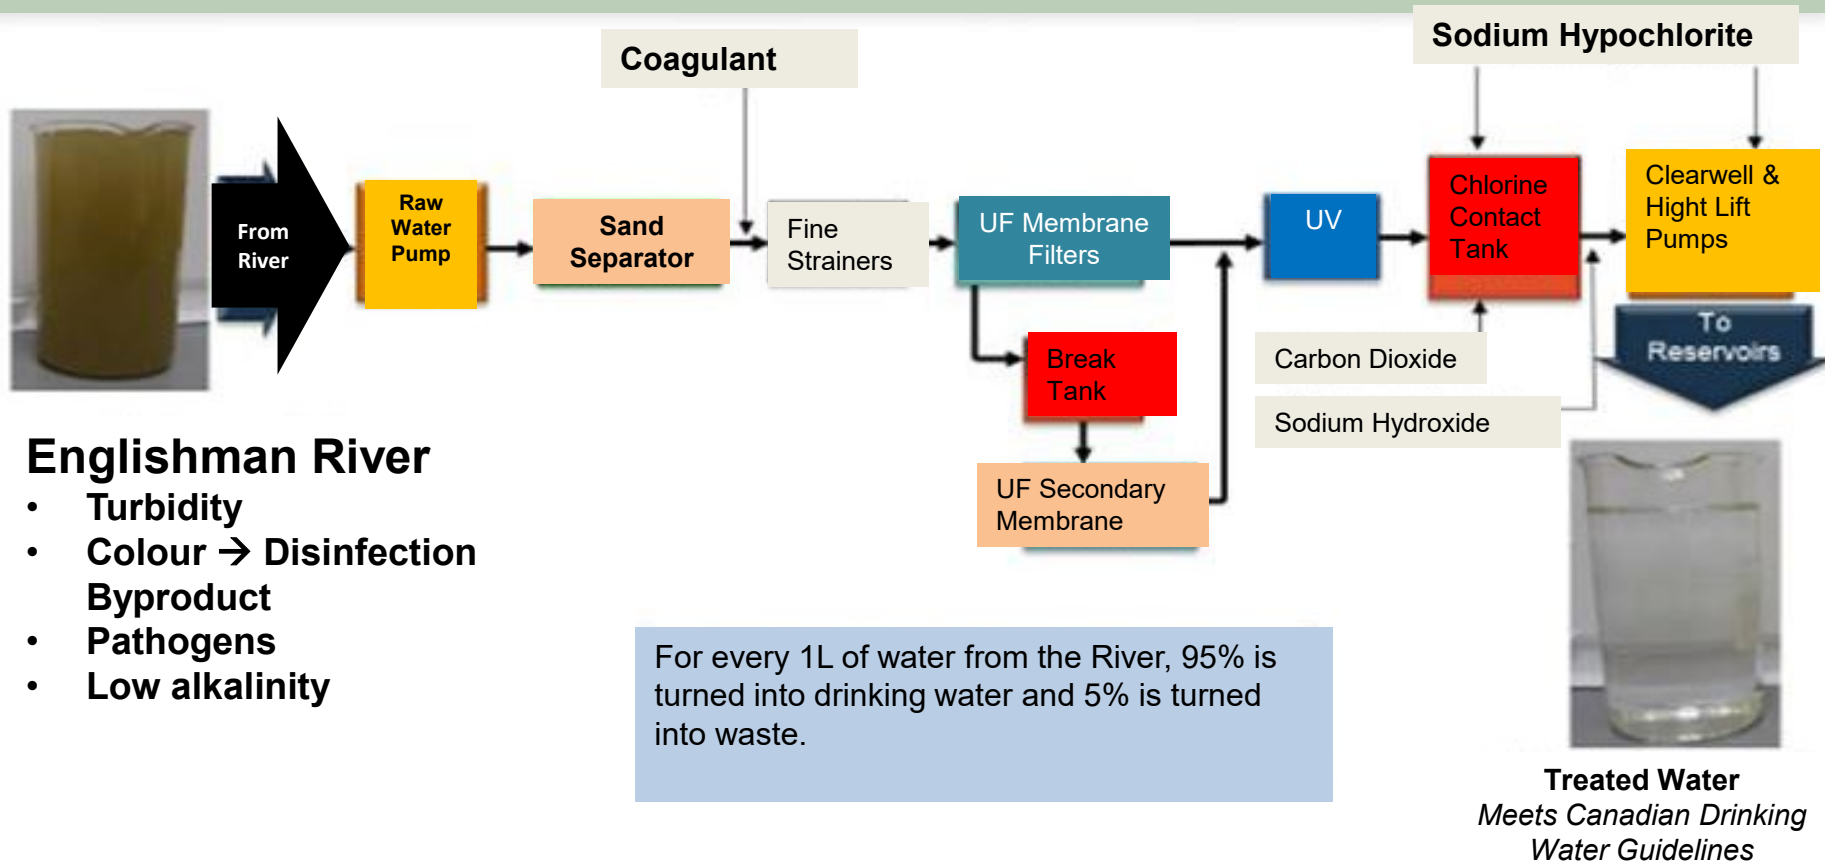 Sodium Hypochlorite
Coagulant
From
River
Raw
Water
Pump
Sand
Separator
Fine
Strainers
UF Membrane
Filters
UV
Chlorine
Contact
Tank
Clearwell &
Hight Lift
Pumps
To
Reservoirs
Break
Tank
Carbon Dioxide
Sodium Hydroxide
UF Secondary
Membrane
Englishman River
• Turbidity
• Colour → Disinfection
Byproduct
• Pathogens
• Low alkalinity
For every 1L of water from the River, 95% is
turned into drinking water and 5% is turned
into waste.
Treated Water
Meets Canadian Drinking
Water Guidelines